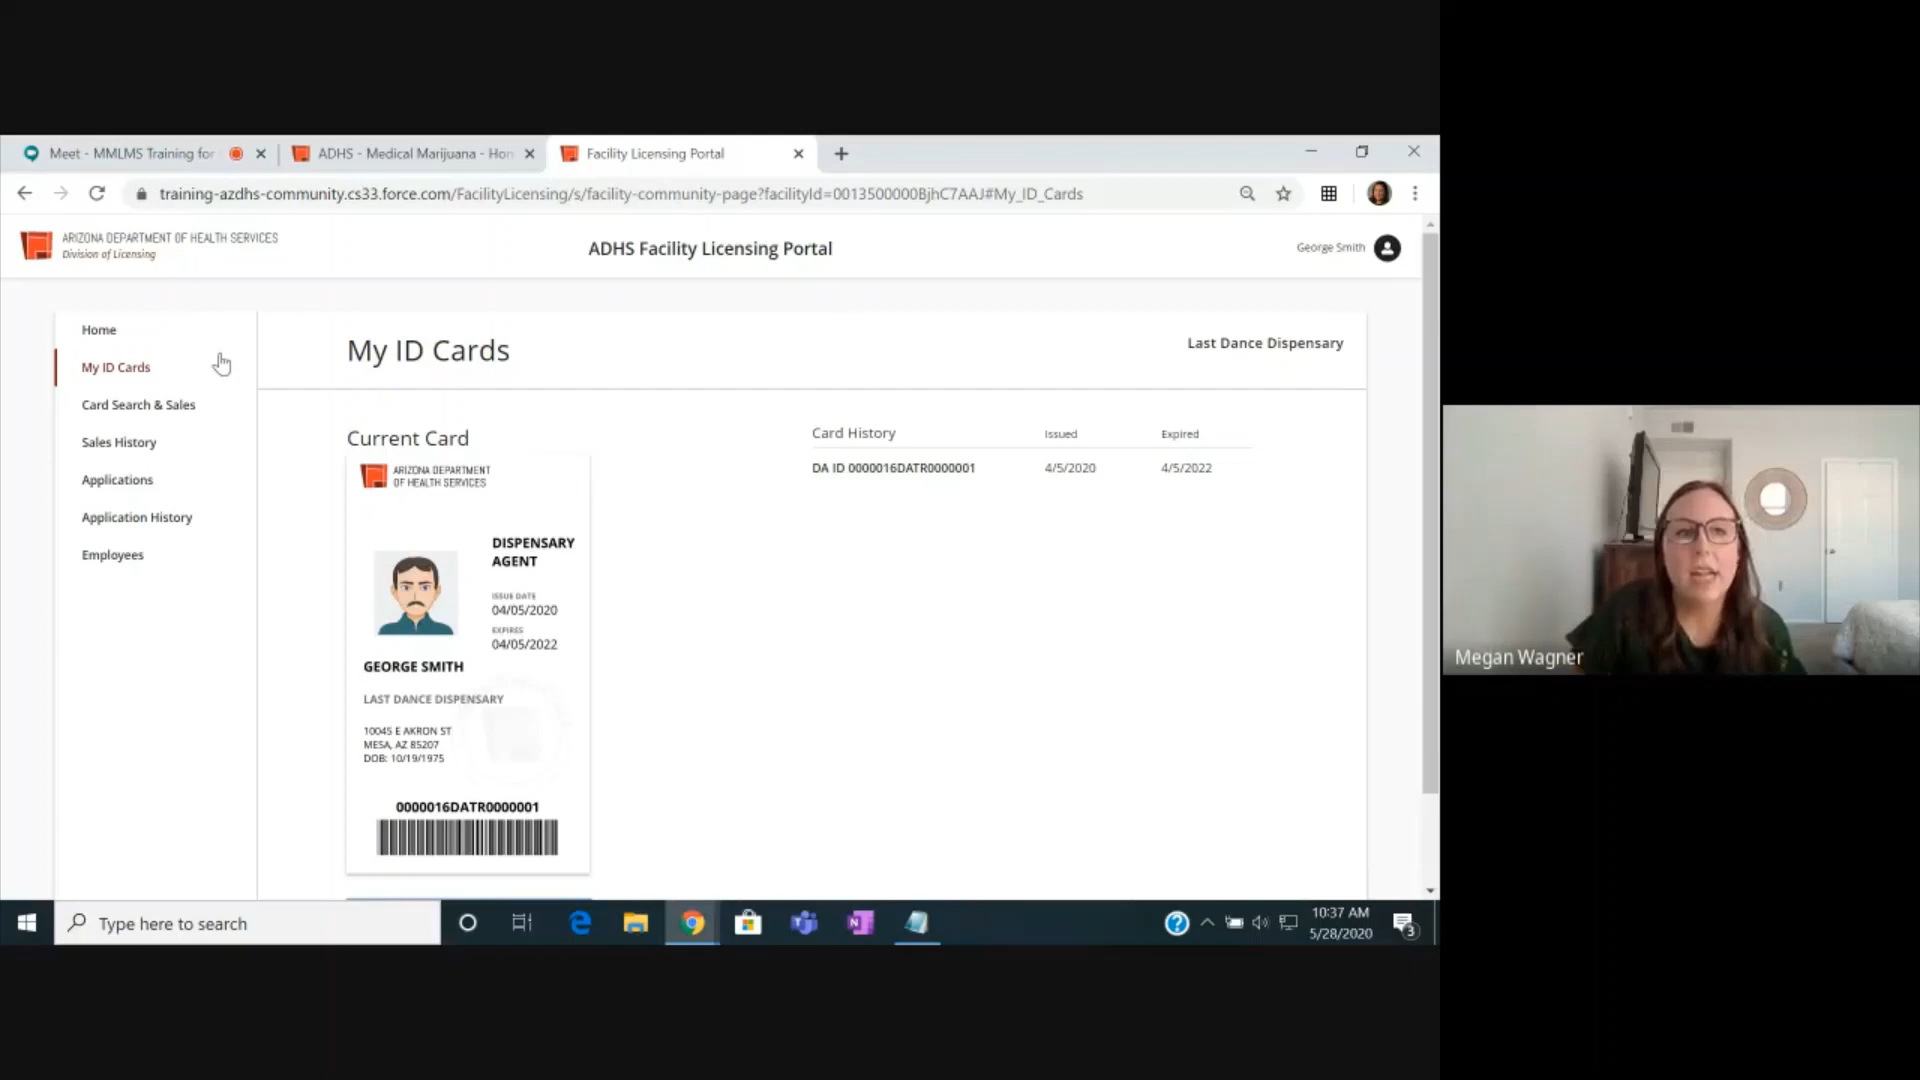 Meet - MMLMS Training for
ADHS - Medical Marijuana - Hon
Facility Licensing Portal
training-azdhs-community.cs33.force.com/FacilityLicensing/s/facility-community-page?facilityId=0013500000BjhC7AAJ#My_ID_Cards
ARIZONA DEPARTMENT OF HEALTH SERVICES
Division of Licensing
ADHS Facility Licensing Portal
George Smith
Home
My ID Cards
Card Search & Sales
Sales History
Applications
Application History
Employees
My ID Cards
Last Dance Dispensary
Current Card
ARIZONA DEPARTMENT
OF HEALTH SERVICES
DISPENSARY
AGENT
ISSUE DATE
04/05/2020
EXPIRES
04/05/2022
GEORGE SMITH
LAST DANCE DISPENSARY
10045 E AKRON ST
MESA, AZ 85207
DOB: 10/19/1975
0000016DATR0000001
Card History Issued Expired
DA ID 0000016DATR0000001 4/5/2020 4/5/2022
Megan Wagner
Type here to search
10:37 AM
5/28/2020
3